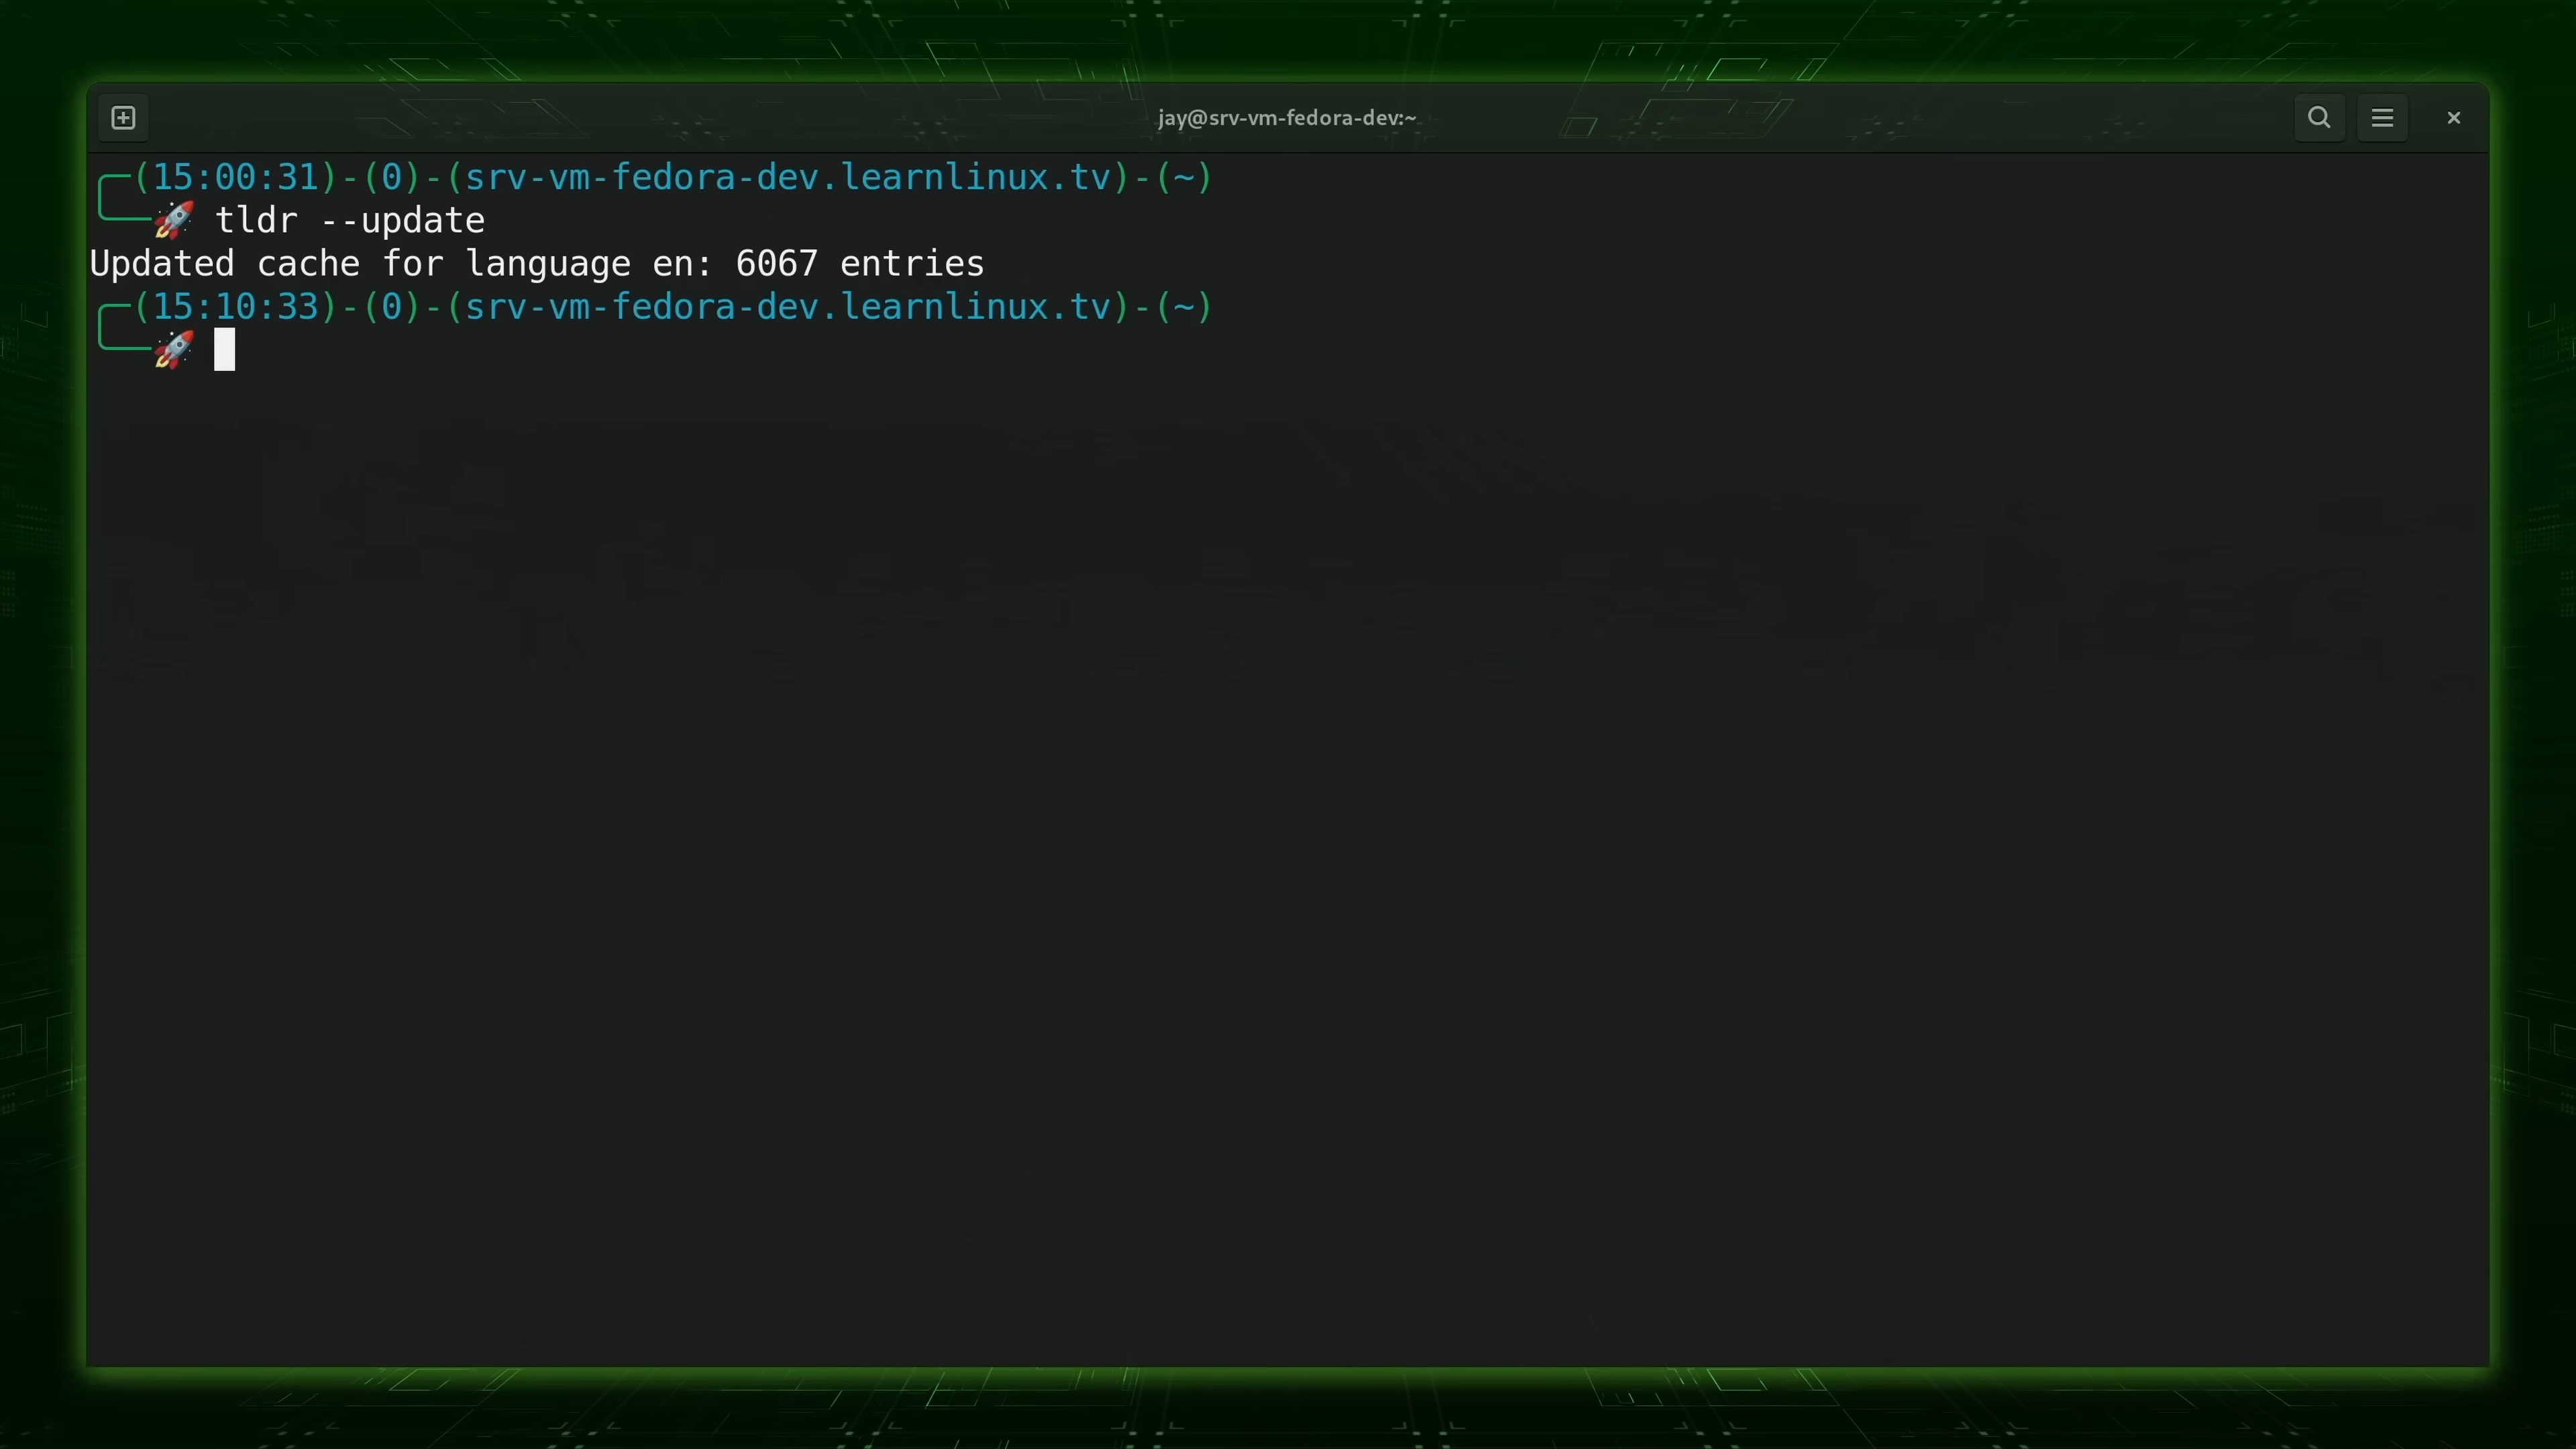 jay@srv-vm-fedora-dev:~
(15:00:31)-(0)-(srv-vm-fedora-dev.learnlinux.tv)-(~)
🚀 tldr --update
Updated cache for language en: 6067 entries
(15:10:33)-(0)-(srv-vm-fedora-dev.learnlinux.tv)-(~)
🚀